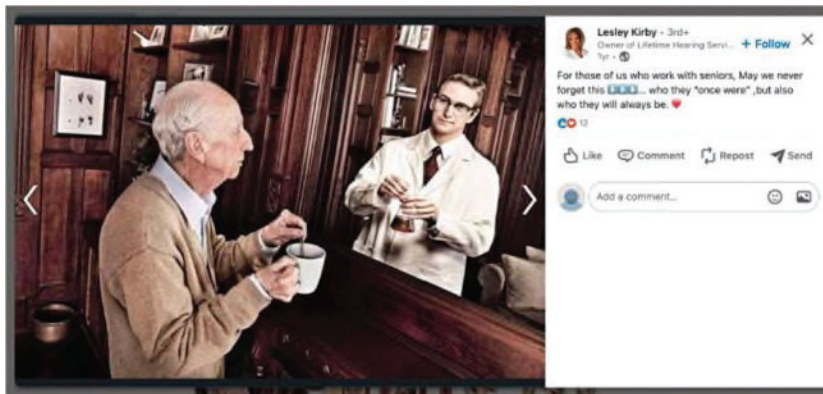 Lesley Kirby • 3rd+
Owner of Lifetime Hearing Servi...
+ Follow
1yr •
For those of us who work with seniors, May we never
forget this ⬇️⬇️⬇️... who they "once were" ,but also
who they will always be. ❤️
12
Like Comment Repost Send
Add a comment...